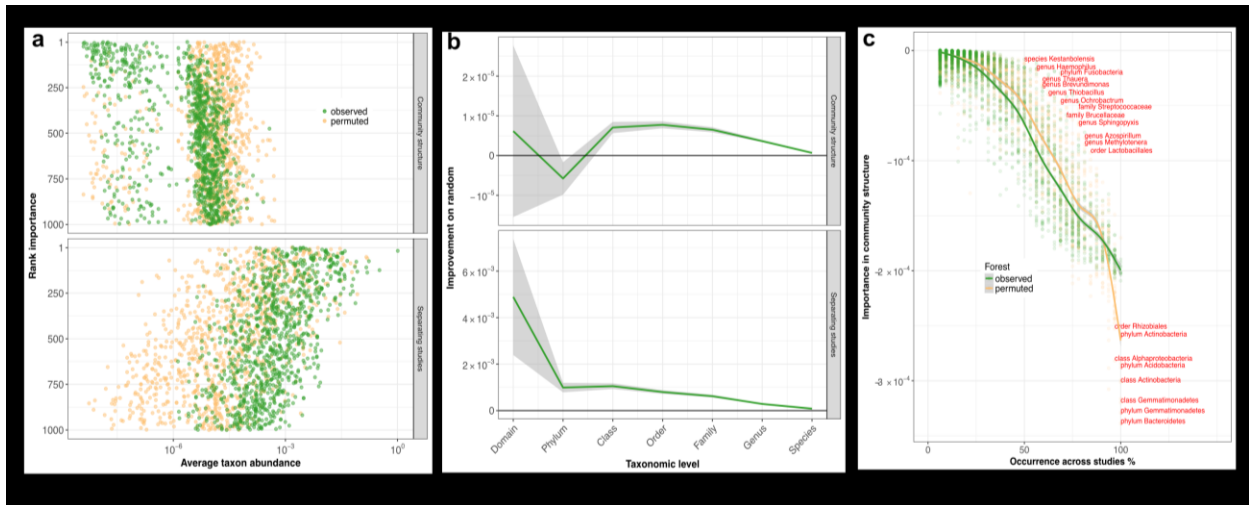 a
1
250
500
750
1000
observed
permuted
Community structure
Rank importance
1
250
500
750
1000
Separating studies
10⁻⁶
10⁻³
10⁰
Average taxon abundance
b
2 × 10⁻⁵
1 × 10⁻⁵
0
− 10⁻⁵
Community structure
Improvement on random
6 × 10⁻³
4 × 10⁻³
2 × 10⁻³
0
Separating studies
Domain
Phylum
Class
Order
Family
Genus
Species
Taxonomic level
c
0
-10⁻⁴
-2 × 10⁻⁴
-3 × 10⁻⁴
Importance in community structure
species Kestanbolensis
genus Haemophilus
phylum Fusobacteria
genus Thauera
genus Brevundimonas
genus Thiobacillus
genus Ochrobactrum
family Streptococcaceae
family Brucellaceae
genus Sphingopyxis
genus Azospirillum
genus Methylotenera
order Lactobacillales
Forest
observed
permuted
order Rhizobiales
phylum Actinobacteria
class Alphaproteobacteria
phylum Acidobacteria
class Actinobacteria
class Gemmatimonadetes
phylum Gemmatimonadetes
phylum Bacteroidetes
0
50
100
Occurrence across studies %